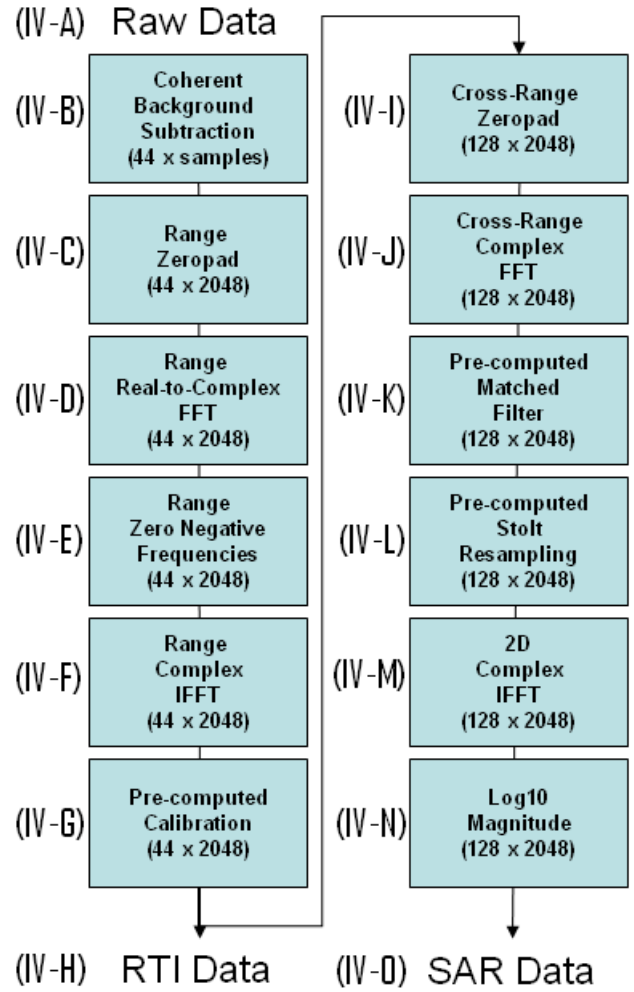 (IV-A) Raw Data
(IV-B)
Coherent
Background
Subtraction
(44 x samples)
(IV-C)
Range
Zeropad
(44 x 2048)
(IV-D)
Range
Real-to-Complex
FFT
(44 x 2048)
(IV-E)
Range
Zero Negative
Frequencies
(44 x 2048)
(IV-F)
Range
Complex
IFFT
(44 x 2048)
(IV-G)
Pre-computed
Calibration
(44 x 2048)
(IV-H) RTI Data
(IV-I)
Cross-Range
Zeropad
(128 x 2048)
(IV-J)
Cross-Range
Complex
FFT
(128 x 2048)
(IV-K)
Pre-computed
Matched
Filter
(128 x 2048)
(IV-L)
Pre-computed
Stolt
Resampling
(128 x 2048)
(IV-M)
2D
Complex
IFFT
(128 x 2048)
(IV-N)
Log10
Magnitude
(128 x 2048)
(IV-O) SAR Data